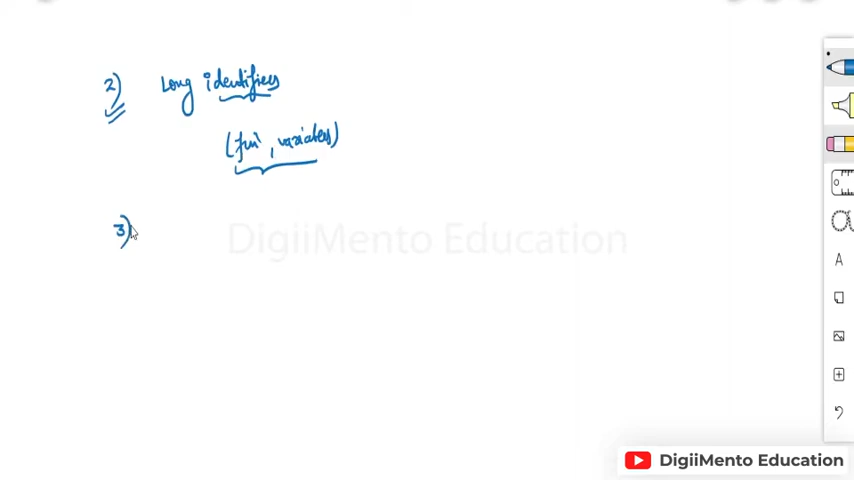 2) Long identifiers
(fun, variables)
3)
DigiiMento Education
A
DigiiMento Education